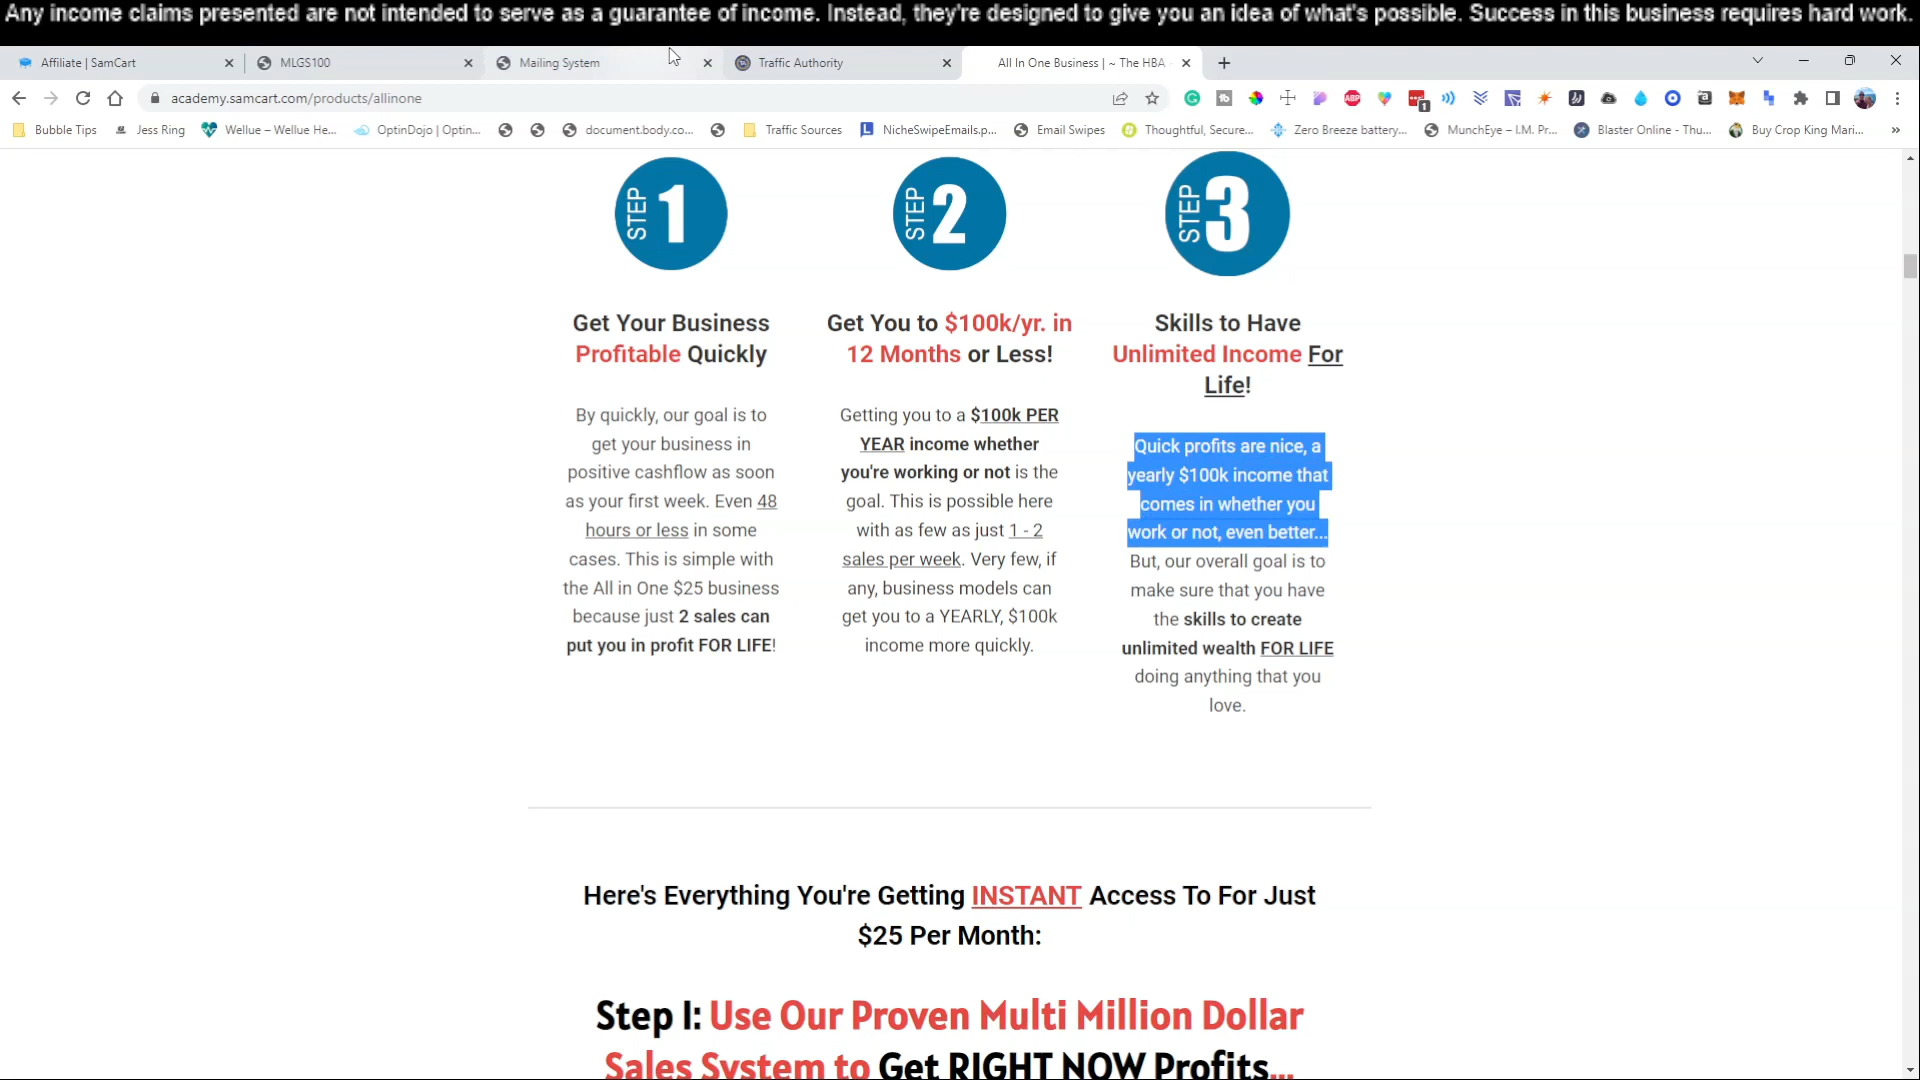 Any income claims presented are not intended to serve as a guarantee of income. Instead, they're designed to give you an idea of what's possible. Success in this business requires hard work.
Affiliate | SamCart
MLGS100
Mailing System
Traffic Authority
All In One Business | ~ The HBA
academy.samcart.com/products/allinone
ABP
1
Bubble Tips
Jess Ring
Wellue – Wellue He...
OptinDojo | Optin...
document.body.co...
Traffic Sources
NicheSwipeEmails.p...
Email Swipes
Thoughtful, Secure...
Zero Breeze battery...
MunchEye – I.M. Pr...
Blaster Online - Thu...
Buy Crop King Mari...
STEP 1
Get Your Business
Profitable Quickly
By quickly, our goal is to
get your business in
positive cashflow as soon
as your first week. Even 48
hours or less in some
cases. This is simple with
the All in One $25 business
because just 2 sales can
put you in profit FOR LIFE!
STEP 2
Get You to $100k/yr. in
12 Months or Less!
Getting you to a $100k PER
YEAR income whether
you're working or not is the
goal. This is possible here
with as few as just 1 - 2
sales per week. Very few, if
any, business models can
get you to a YEARLY, $100k
income more quickly.
STEP 3
Skills to Have
Unlimited Income For
Life!
Quick profits are nice, a
yearly $100k income that
comes in whether you
work or not, even better...
But, our overall goal is to
make sure that you have
the skills to create
unlimited wealth FOR LIFE
doing anything that you
love.
Here's Everything You're Getting INSTANT Access To For Just
$25 Per Month:
Step I: Use Our Proven Multi Million Dollar
Sales System to Get RIGHT NOW Profits...